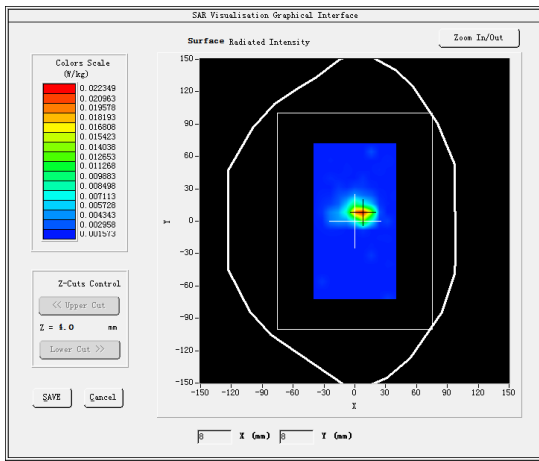 SAR Visualisation Graphical Interface
Surface Radiated Intensity
Zoom In/Out
Colors Scale
(W/kg)
0.022349
0.020963
0.019578
0.018193
0.016808
0.015423
0.014038
0.012653
0.011268
0.009883
0.008498
0.007113
0.005728
0.004343
0.002958
0.001573
Z-Cuts Control
<< Upper Cut
Z = 4.0 mm
Lower Cut >>
SAVE Cancel
150
120
90
60
30
0
-30
-60
-90
-120
-150
Y
-150 -120 -90 -60 -30 0 30 60 90 120 150
X
8 X (mm) 8 Y (mm)